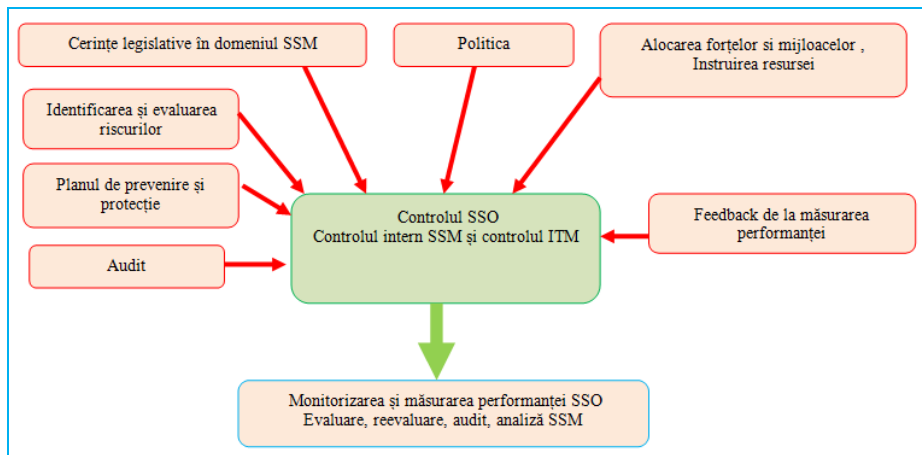 Cerințe legislative în domeniul SSM
Politica
Alocarea forțelor si mijloacelor ,
Instruirea resursei
Identificarea și evaluarea
riscurilor
Planul de prevenire și
protecție
Audit
Controlul SSO
Controlul intern SSM și controlul ITM
Feedback de la măsurarea
performanței
Monitorizarea și măsurarea performanței SSO
Evaluare, reevaluare, audit, analiză SSM